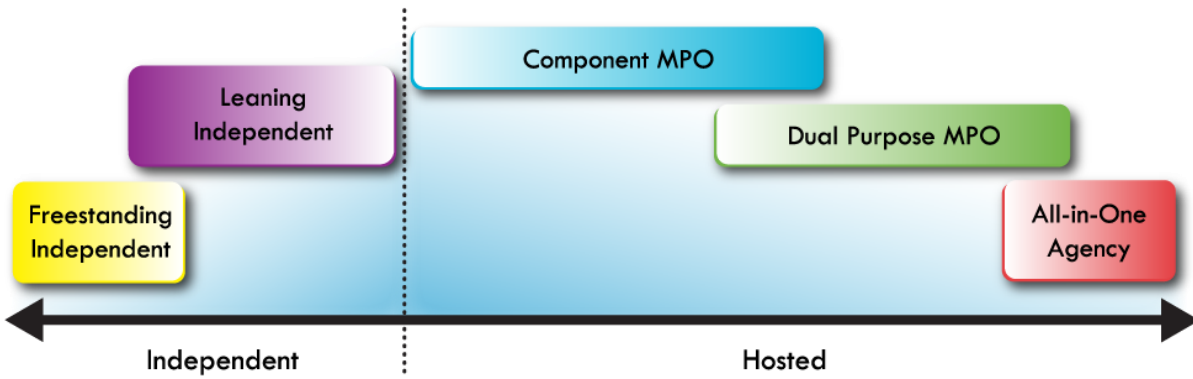 Component MPO
Leaning
Independent
Dual Purpose MPO
Freestanding
Independent
All-in-One
Agency
Independent
Hosted